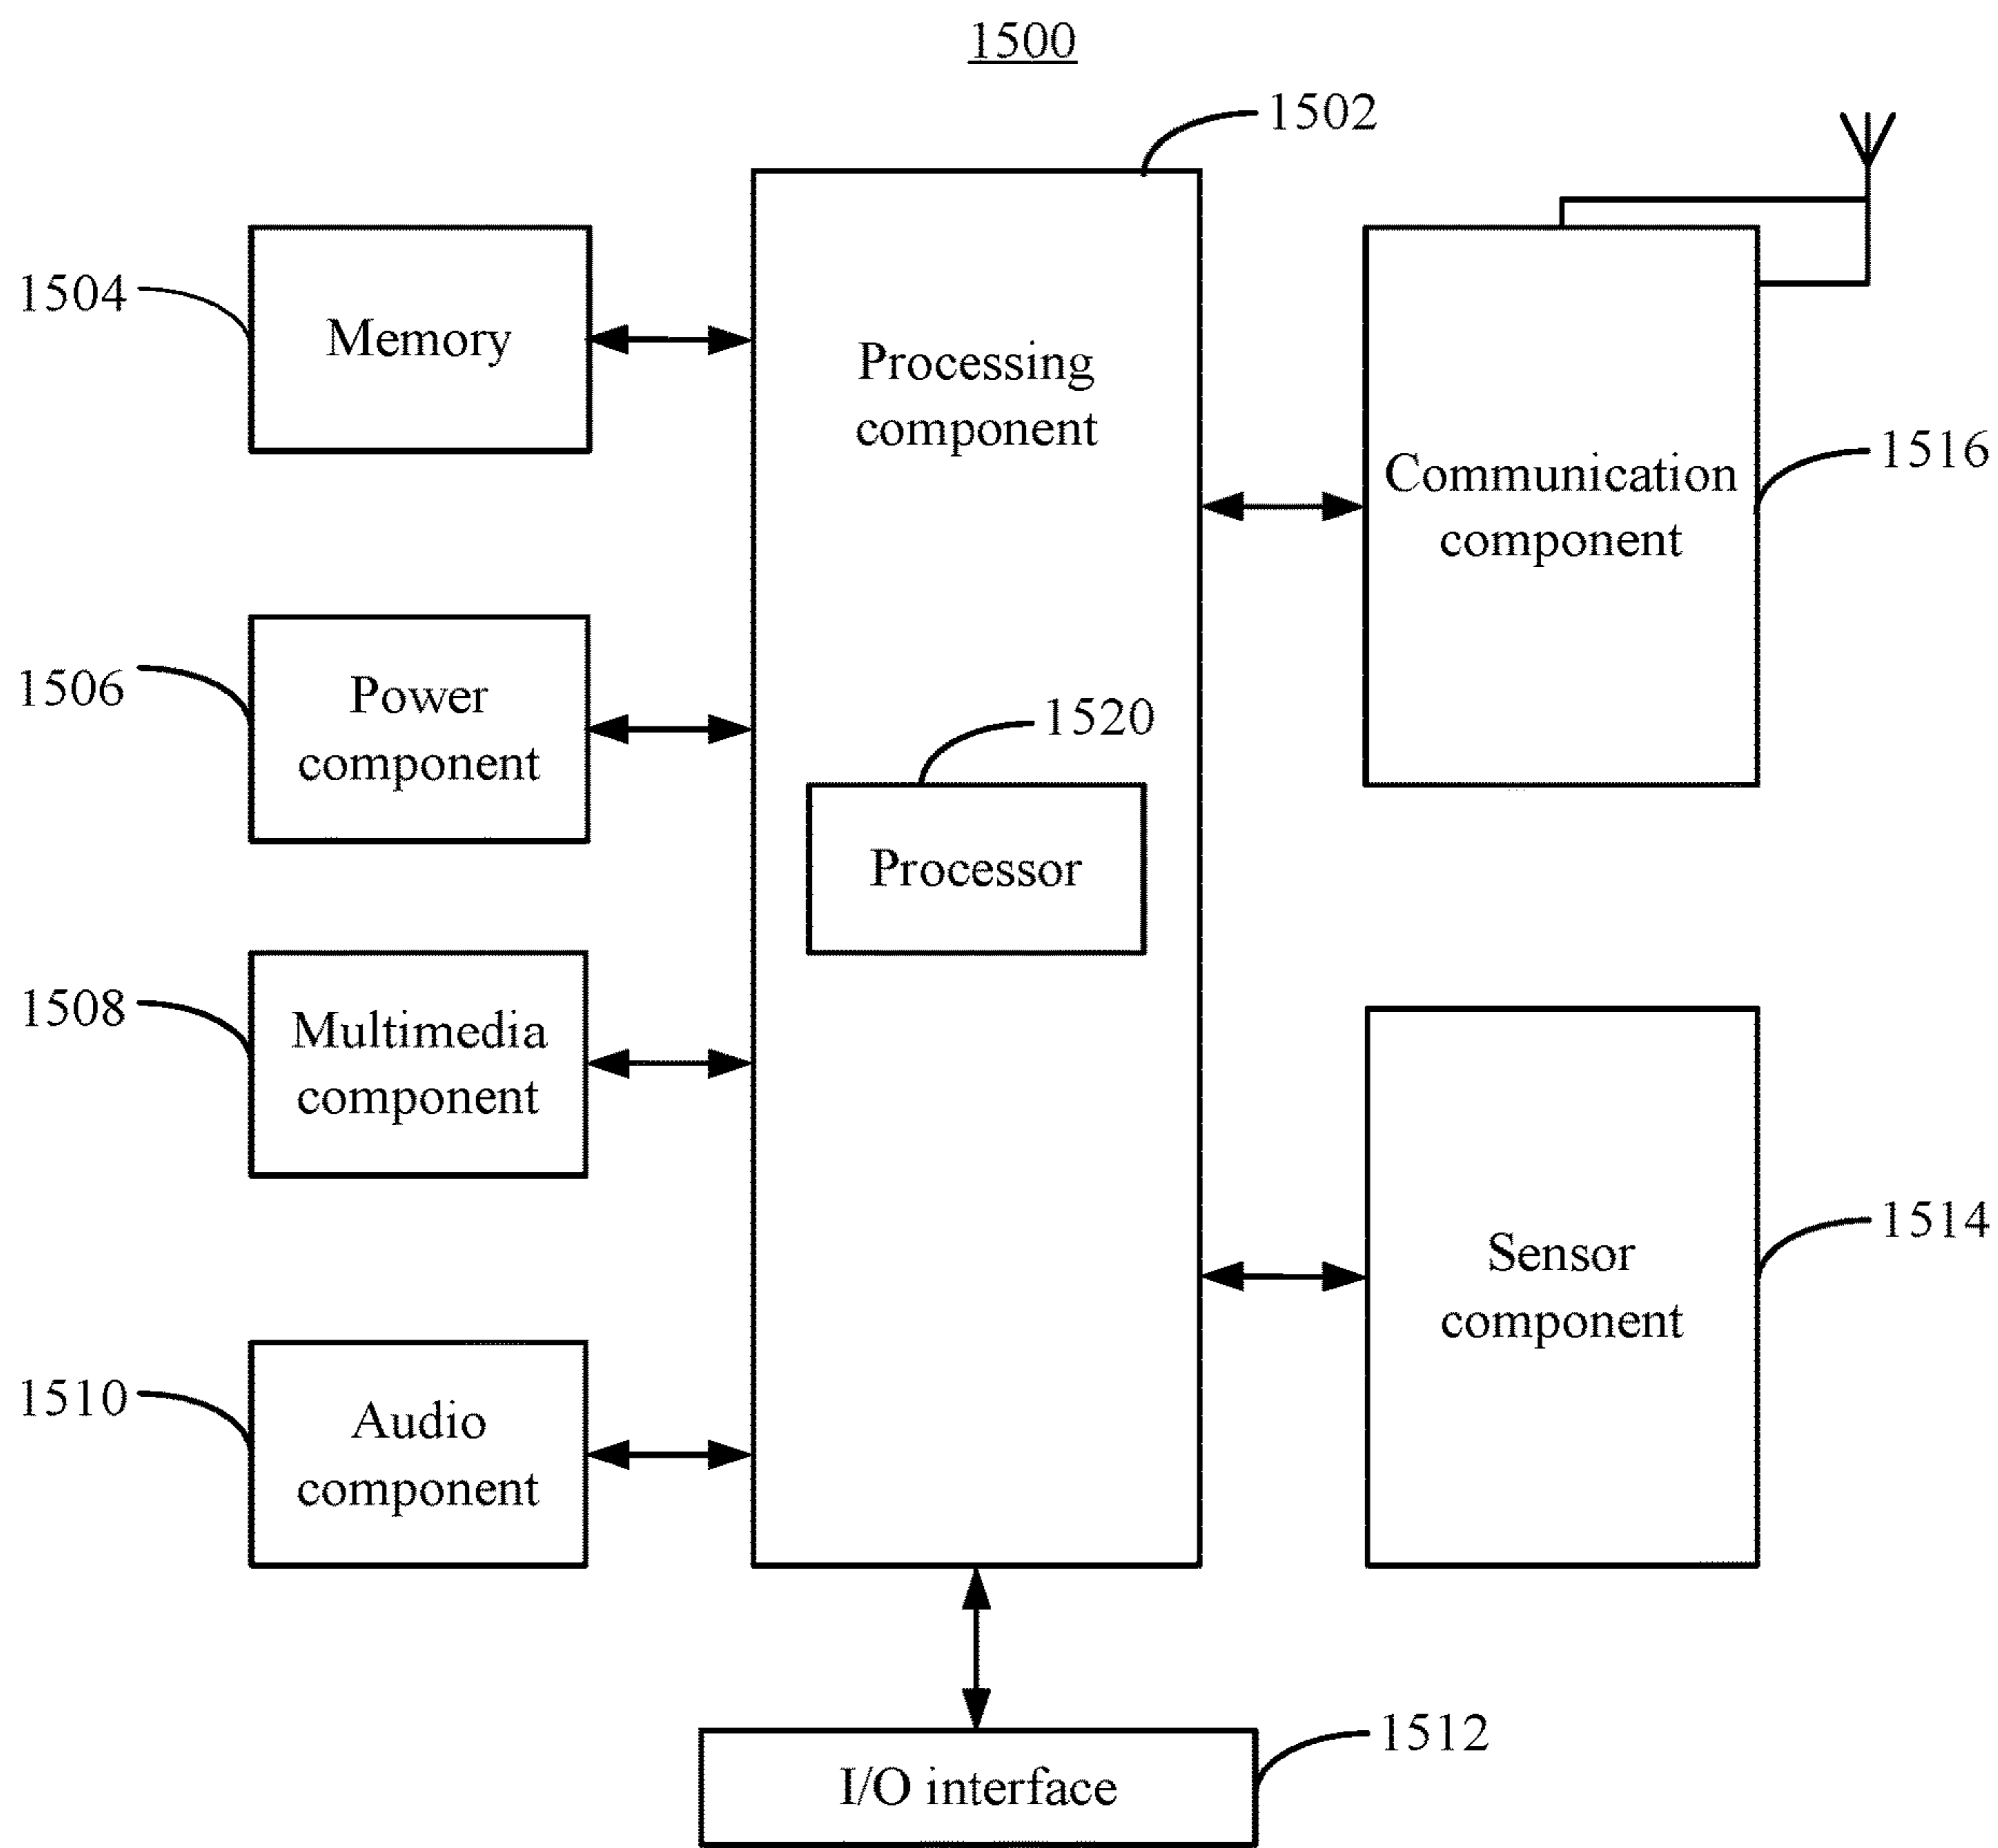 1500
1502
1504
Memory
Processing
component
Communication
component
1516
1506
Power
component
1520
Processor
1508
Multimedia
component
Sensor
component
1514
1510
Audio
component
1512
I/O interface